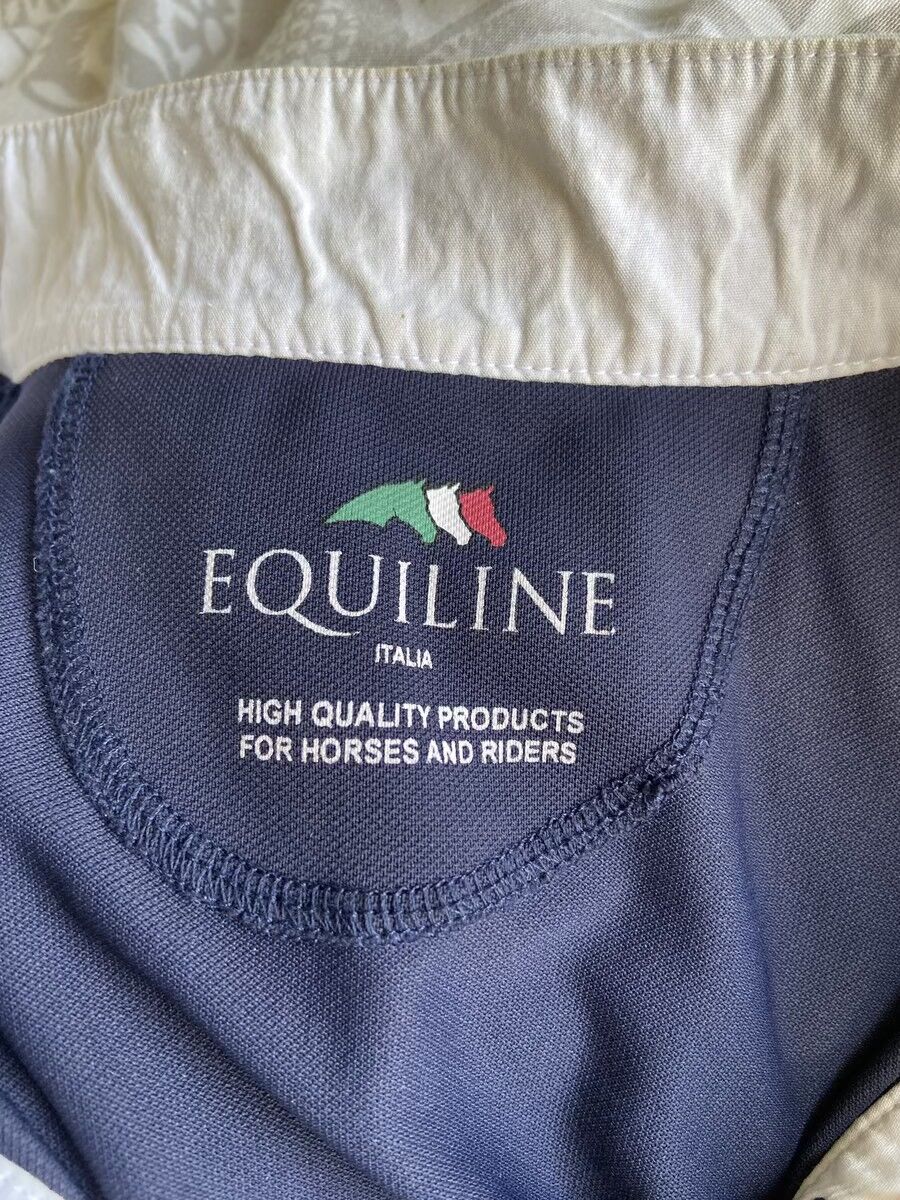 EQUILINE
ITALIA
HIGH QUALITY PRODUCTS
FOR HORSES AND RIDERS